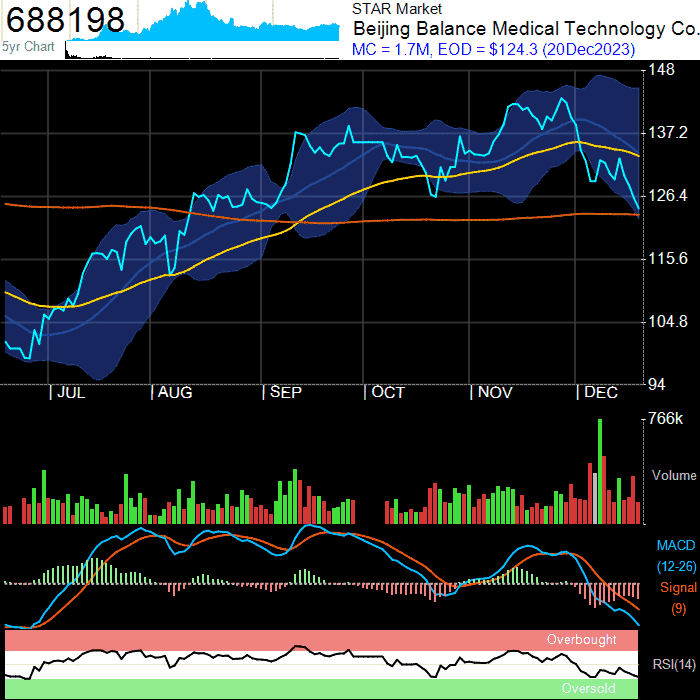 688198
5yr Chart
STAR Market
Beijing Balance Medical Technology Co.
MC = 1.7M, EOD = $124.3 (20Dec2023)
148
137.2
126.4
115.6
104.8
94
| JUL | AUG | SEP | OCT | NOV | DEC
766k
Volume
MACD
(12-26)
Signal
(9)
Overbought
RSI(14)
Oversold